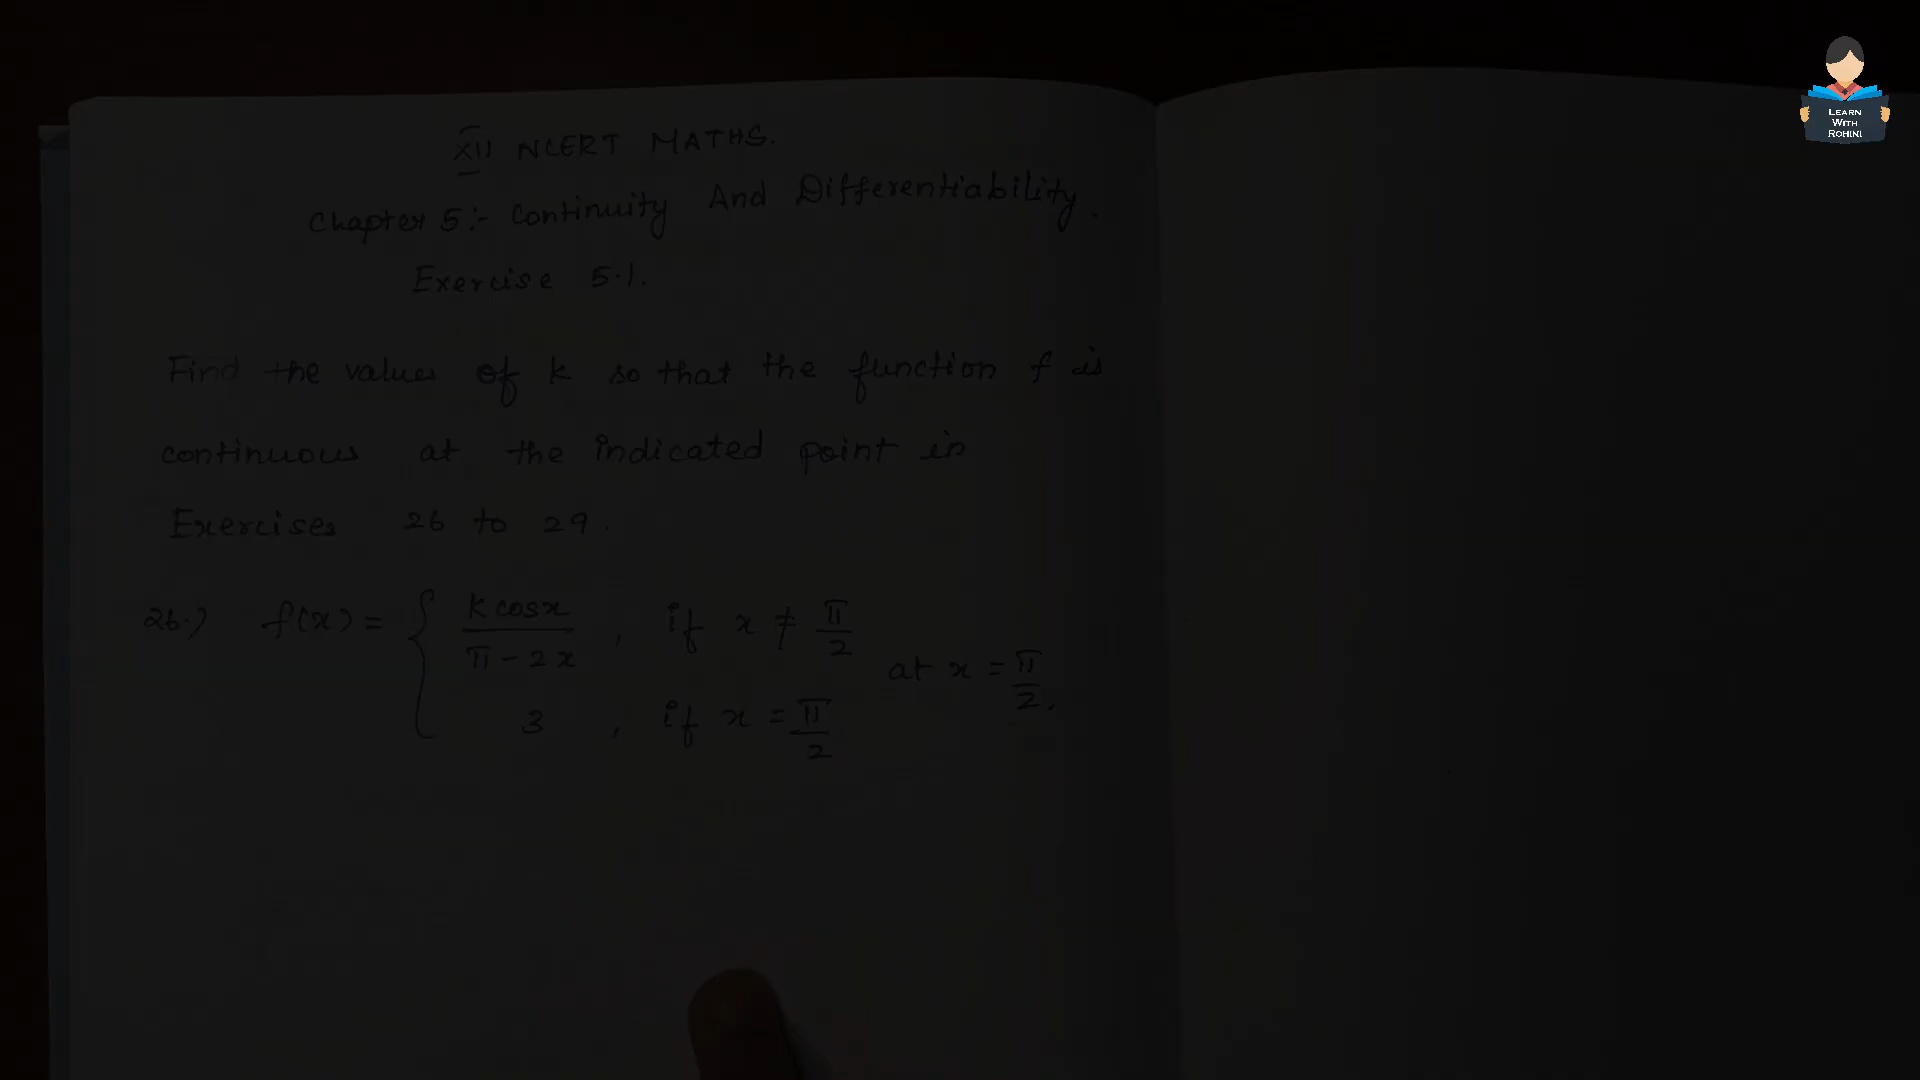 XII NCERT MATHS.
Chapter 5:- Continuity And Differentiability.
Exercise 5.1.
Find the values of k so that the function f is
continuous at the indicated point in
Exercises 26 to 29.
26.) f(x) = { k cosx / π - 2x , if x ≠ π/2
3 , if x = π/2
at x = π/2.
LEARN
WITH
ROHINI